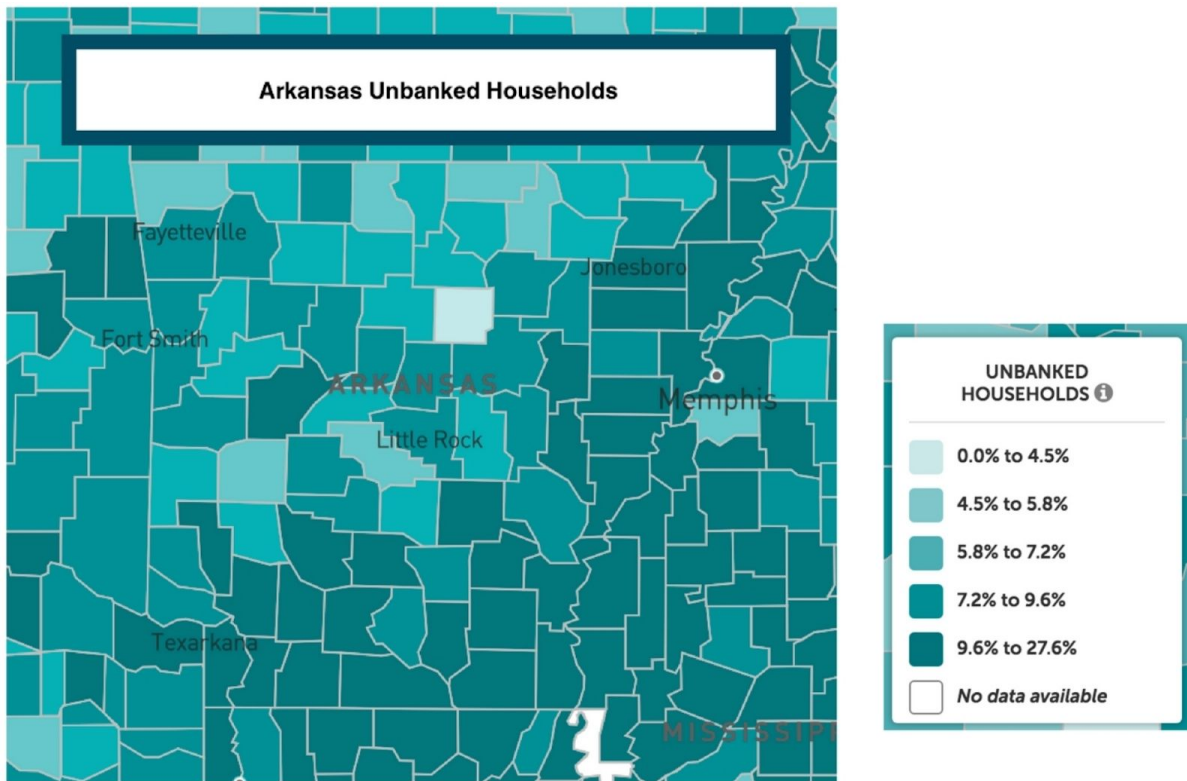 Arkansas Unbanked Households
Fayetteville
Jonesboro
Fort Smith
ARKANSAS
Memphis
Little Rock
Texarkana
MISSISSIPPI
UNBANKED
HOUSEHOLDS
0.0% to 4.5%
4.5% to 5.8%
5.8% to 7.2%
7.2% to 9.6%
9.6% to 27.6%
No data available